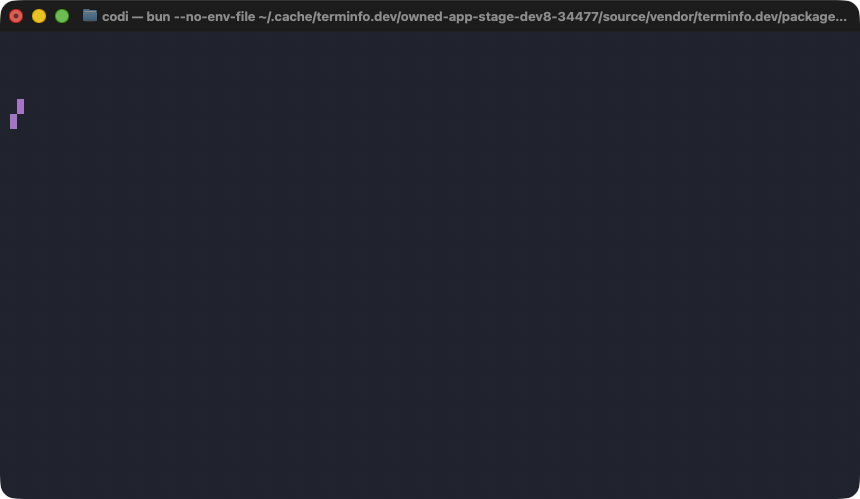 codi — bun --no-env-file ~/.cache/terminfo.dev/owned-app-stage-dev8-34477/source/vendor/terminfo.dev/package...